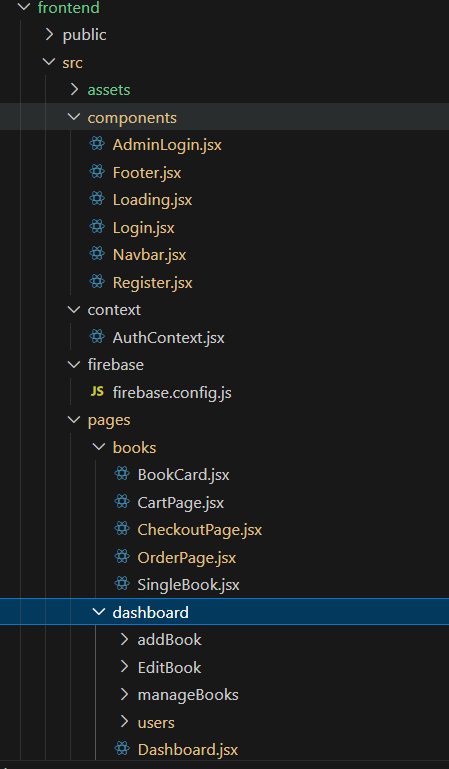 frontend
public
src
assets
components
AdminLogin.jsx
Footer.jsx
Loading.jsx
Login.jsx
Navbar.jsx
Register.jsx
context
AuthContext.jsx
firebase
JS firebase.config.js
pages
books
BookCard.jsx
CartPage.jsx
CheckoutPage.jsx
OrderPage.jsx
SingleBook.jsx
dashboard
addBook
EditBook
manageBooks
users
Dashboard.jsx